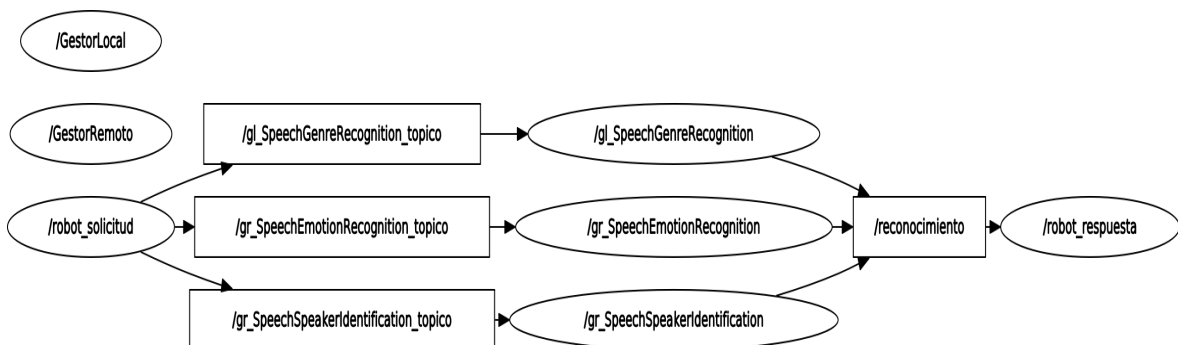 /GestorLocal
/GestorRemoto
/gl_SpeechGenreRecognition_topico
/gl_SpeechGenreRecognition
/robot_solicitud
/gr_SpeechEmotionRecognition_topico
/gr_SpeechEmotionRecognition
/reconocimiento
/robot_respuesta
/gr_SpeechSpeakerIdentification_topico
/gr_SpeechSpeakerIdentification